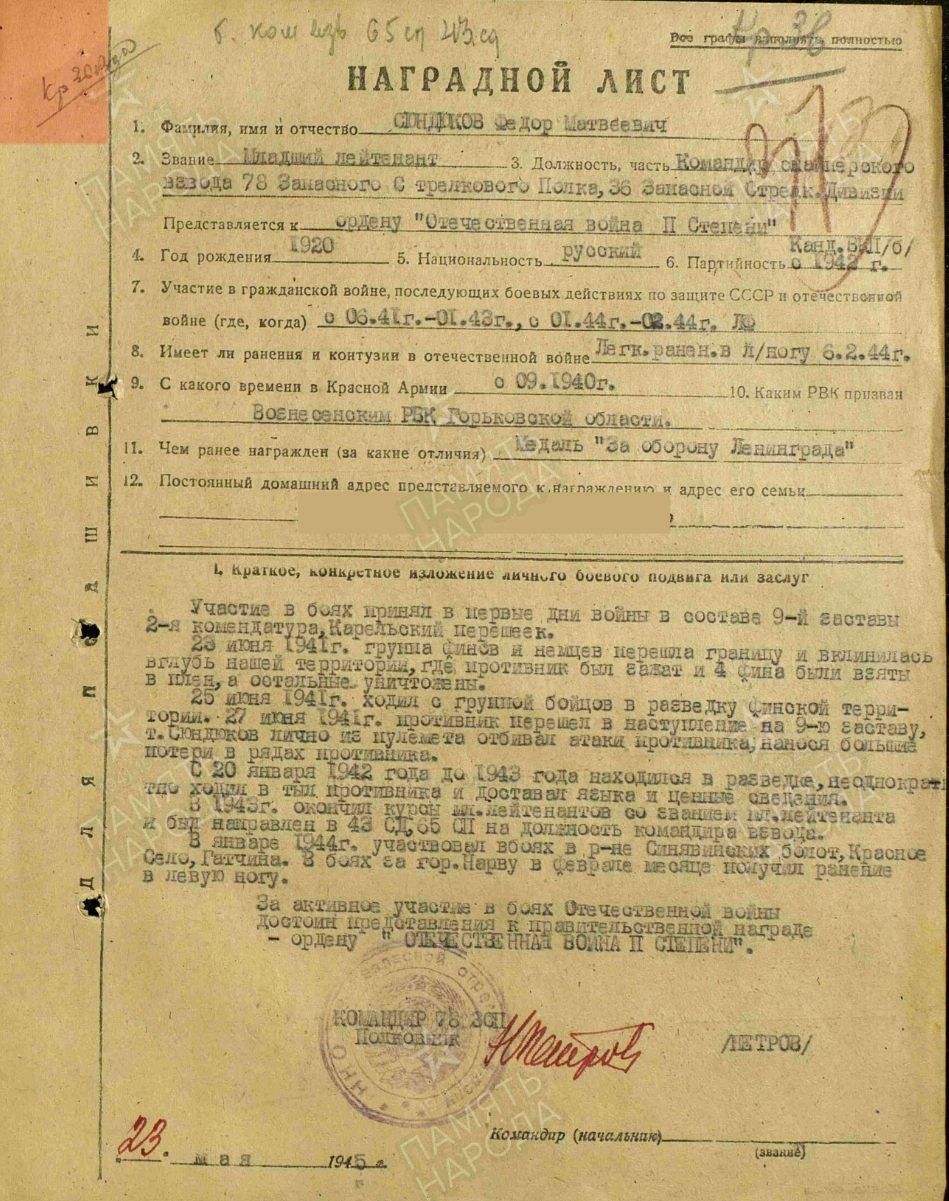 б. ком взв 65 сп 43 сд
Все графы заполнять полностью
НАГРАДНОЙ ЛИСТ
1. Фамилия, имя и отчество СЮНДЮКОВ Федор Матвеевич
2. Звание Младший лейтенант 3. Должность, часть Командир снайперского
взвода 78 Запасного Стрелкового Полка, 36 Запасной Стрелк. Дивизии
Представляется к ордену "Отечественная война II Степени"
4. Год рождения 1920 5. Национальность русский 6. Партийность Канд. ВКП/б/
с 1942 г.
7. Участие в гражданской войне, последующих боевых действиях по защите СССР и отечественной
войне (где, когда) с 06.41г.-01.43г., с 01.44г.-02.44г. ЛФ
8. Имеет ли ранения и контузии в отечественной войне Легк.ранен.в л/ногу 6.2.44г.
9. С какого времени в Красной Армии с 09.1940г. 10. Каким РВК призван
Вознесенским РВК Горьковской области.
11. Чем ранее награжден (за какие отличия) Медаль "За оборону Ленинграда"
12. Постоянный домашний адрес представляемого к награждению и адрес его семьи
I. Краткое, конкретное изложение личного боевого подвига или заслуг
Участие в боях принял в первые дни войны в составе 9-й заставы
2-я комендатура, Карельский перешеек.
23 июня 1941г. группа финов и немцев перешла границу и вклинилась
вглубь нашей территории, где противник был зажат и 4 фина были взяты
в плен, а остальные уничтожены.
25 июня 1941г. ходил с группой бойцов в разведку финской терри-
тории. 27 июня 1941г. противник перешел в наступление на 9-ю заставу,
т. Сюндюков лично из пулемета отбивал атаки противника, нанося большие
потери в рядах противника.
С 20 января 1942 года до 1943 года находился в разведке, неоднократ-
но ходил в тыл противника и доставал языка и ценные сведения.
В 1943г. окончил курсы мл.лейтенантов со званием мл.лейтенанта
и был направлен в 43 СД, 65 СП на должность командира взвода.
В январе 1944г. участвовал вбоях в р-не Синявинских болот, Красное
Село, Гатчина. В боях за гор. Нарву в феврале месяце получил ранение
в левую ногу.
За активное участие в боях Отечественной войны
достоин представления к правительственной награде
- ордену " ОТЕЧЕСТВЕННАЯ ВОЙНА II СТЕПЕНИ".
КОМАНДИР 78 ЗСП
Полковник /ПЕТРОВ/
Командир (начальник)
(звание)
23. мая 1945 г.
ДЛЯ ПОДШИВКИ
ПАМЯТЬ НАРОДА